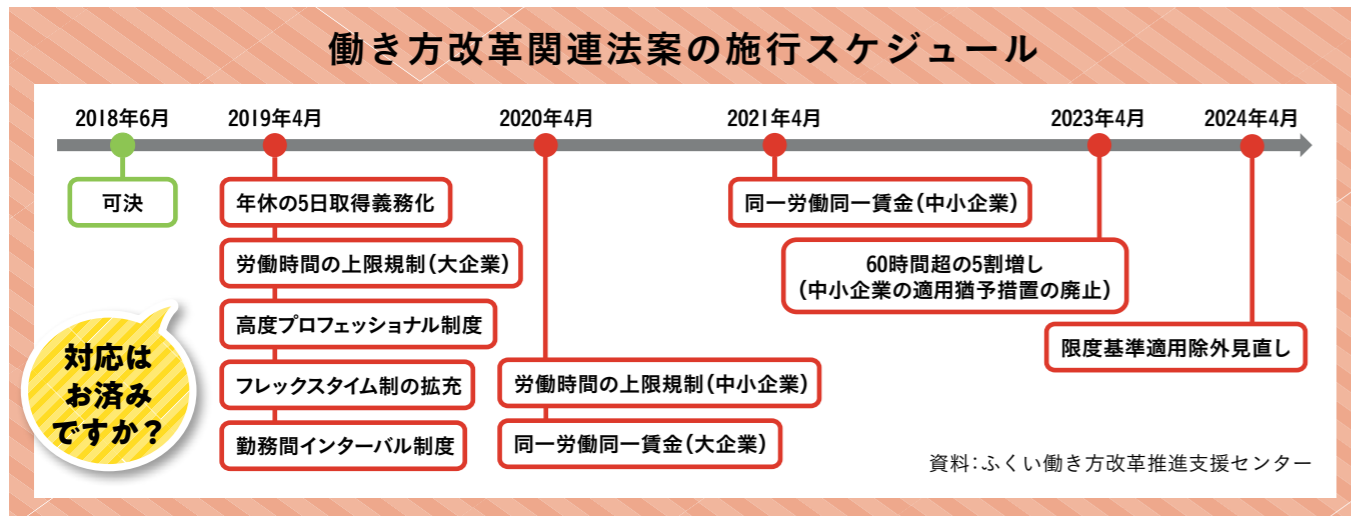 働き方改革関連法案の施行スケジュール
2018年6月
2019年4月
2020年4月
2021年4月
2023年4月
2024年4月
可決
年休の5日取得義務化
労働時間の上限規制（大企業）
高度プロフェッショナル制度
フレックスタイム制の拡充
勤務間インターバル制度
労働時間の上限規制（中小企業）
同一労働同一賃金（大企業）
同一労働同一賃金（中小企業）
60時間超の5割増し
（中小企業の適用猶予措置の廃止）
限度基準適用除外見直し
対応は
お済み
ですか？
資料：ふくい働き方改革推進支援センター